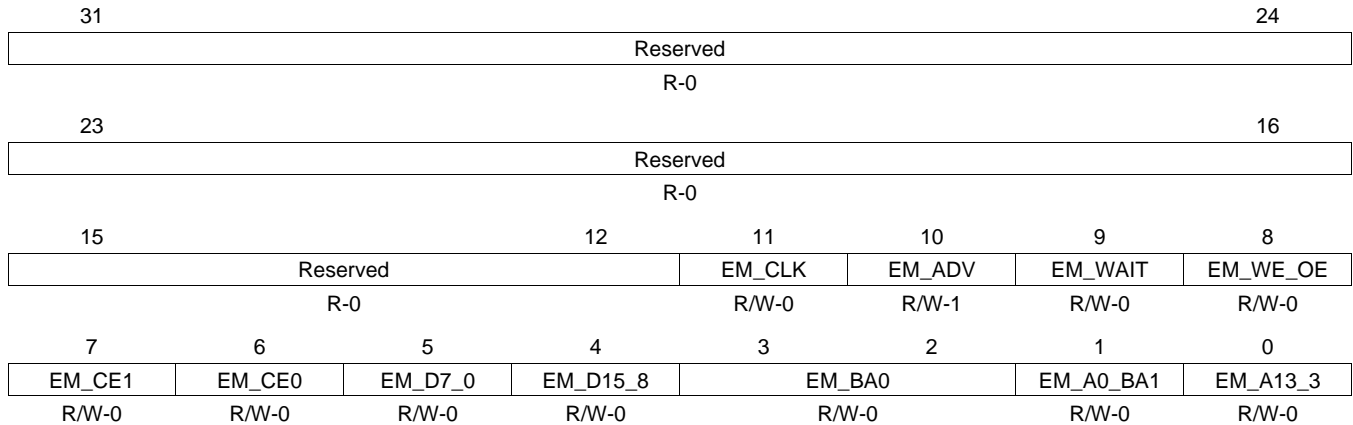 31 24
Reserved
R-0
23 16
Reserved
R-0
15 12 11 10 9 8
Reserved EM_CLK EM_ADV EM_WAIT EM_WE_OE
R-0 R/W-0 R/W-1 R/W-0 R/W-0
7 6 5 4 3 2 1 0
EM_CE1 EM_CE0 EM_D7_0 EM_D15_8 EM_BA0 EM_A0_BA1 EM_A13_3
R/W-0 R/W-0 R/W-0 R/W-0 R/W-0 R/W-0 R/W-0